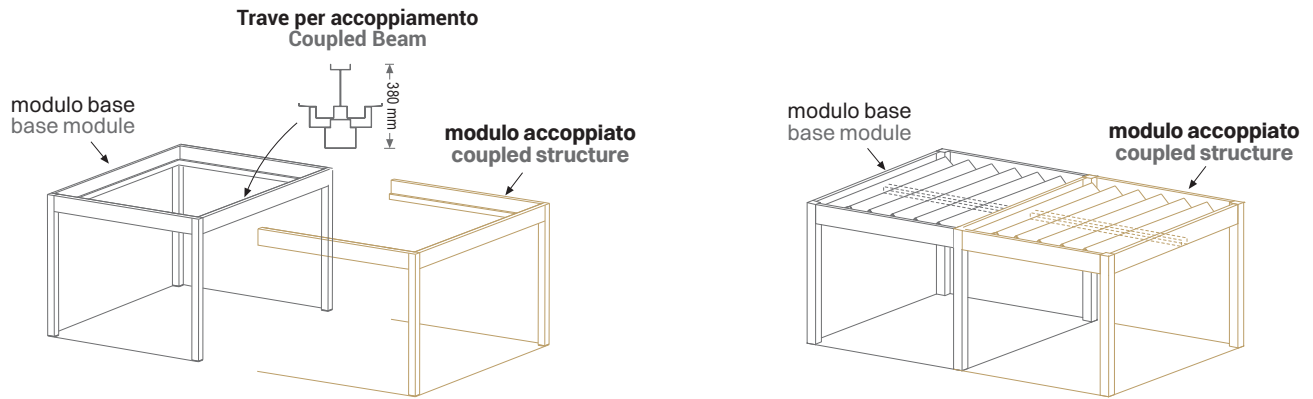 Trave per accoppiamento
Coupled Beam
380 mm
modulo base
base module
modulo accoppiato
coupled structure
modulo base
base module
modulo accoppiato
coupled structure